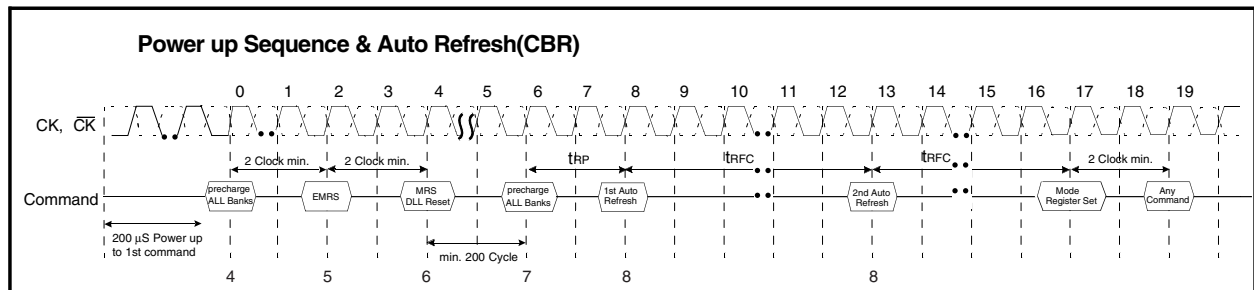 Power up Sequence & Auto Refresh(CBR)
0 1 2 3 4 5 6 7 8 9 10 11 12 13 14 15 16 17 18 19
CK, C̅K̅
2 Clock min. 2 Clock min. tRP tRFC tRFC 2 Clock min.
Command
precharge ALL Banks
EMRS
MRS DLL Reset
precharge ALL Banks
1st Auto Refresh
2nd Auto Refresh
Mode Register Set
Any Command
200 µS Power up
to 1st command
min. 200 Cycle
4 5 6 7 8 8